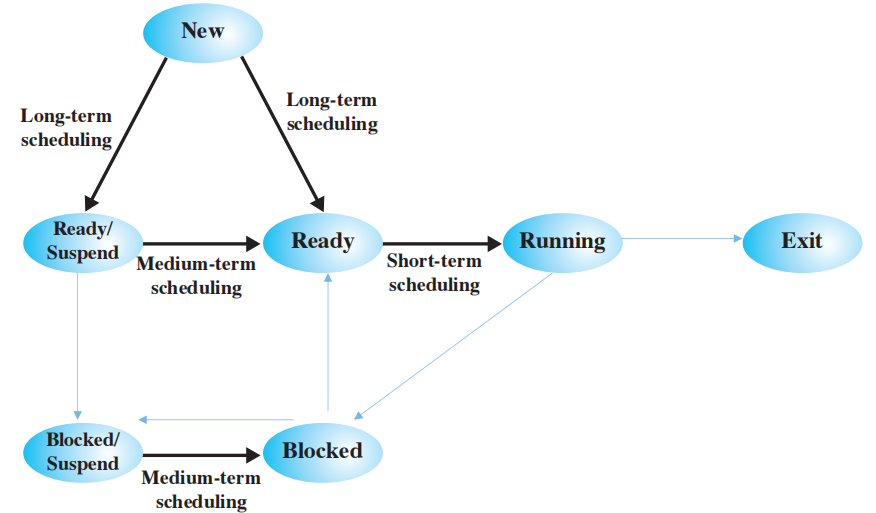 New
Long-term
scheduling
Long-term
scheduling
Ready/
Suspend
Medium-term
scheduling
Ready
Short-term
scheduling
Running
Exit
Blocked/
Suspend
Medium-term
scheduling
Blocked